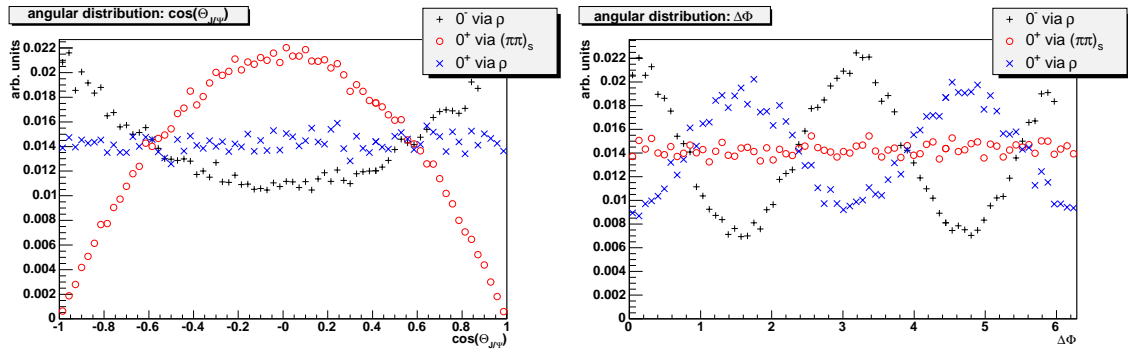 angular distribution: cos(Θ_J/Ψ)
0⁻ via ρ
0⁺ via (ππ)_s
0⁺ via ρ
arb. units
0.022
0.02
0.018
0.016
0.014
0.012
0.01
0.008
0.006
0.004
0.002
0
-1 -0.8 -0.6 -0.4 -0.2 -0 0.2 0.4 0.6 0.8 1
cos(Θ_J/Ψ)
angular distribution: ΔΦ
0⁻ via ρ
0⁺ via (ππ)_s
0⁺ via ρ
arb. units
0.022
0.02
0.018
0.016
0.014
0.012
0.01
0.008
0.006
0.004
0.002
0
0 1 2 3 4 5 6
ΔΦ